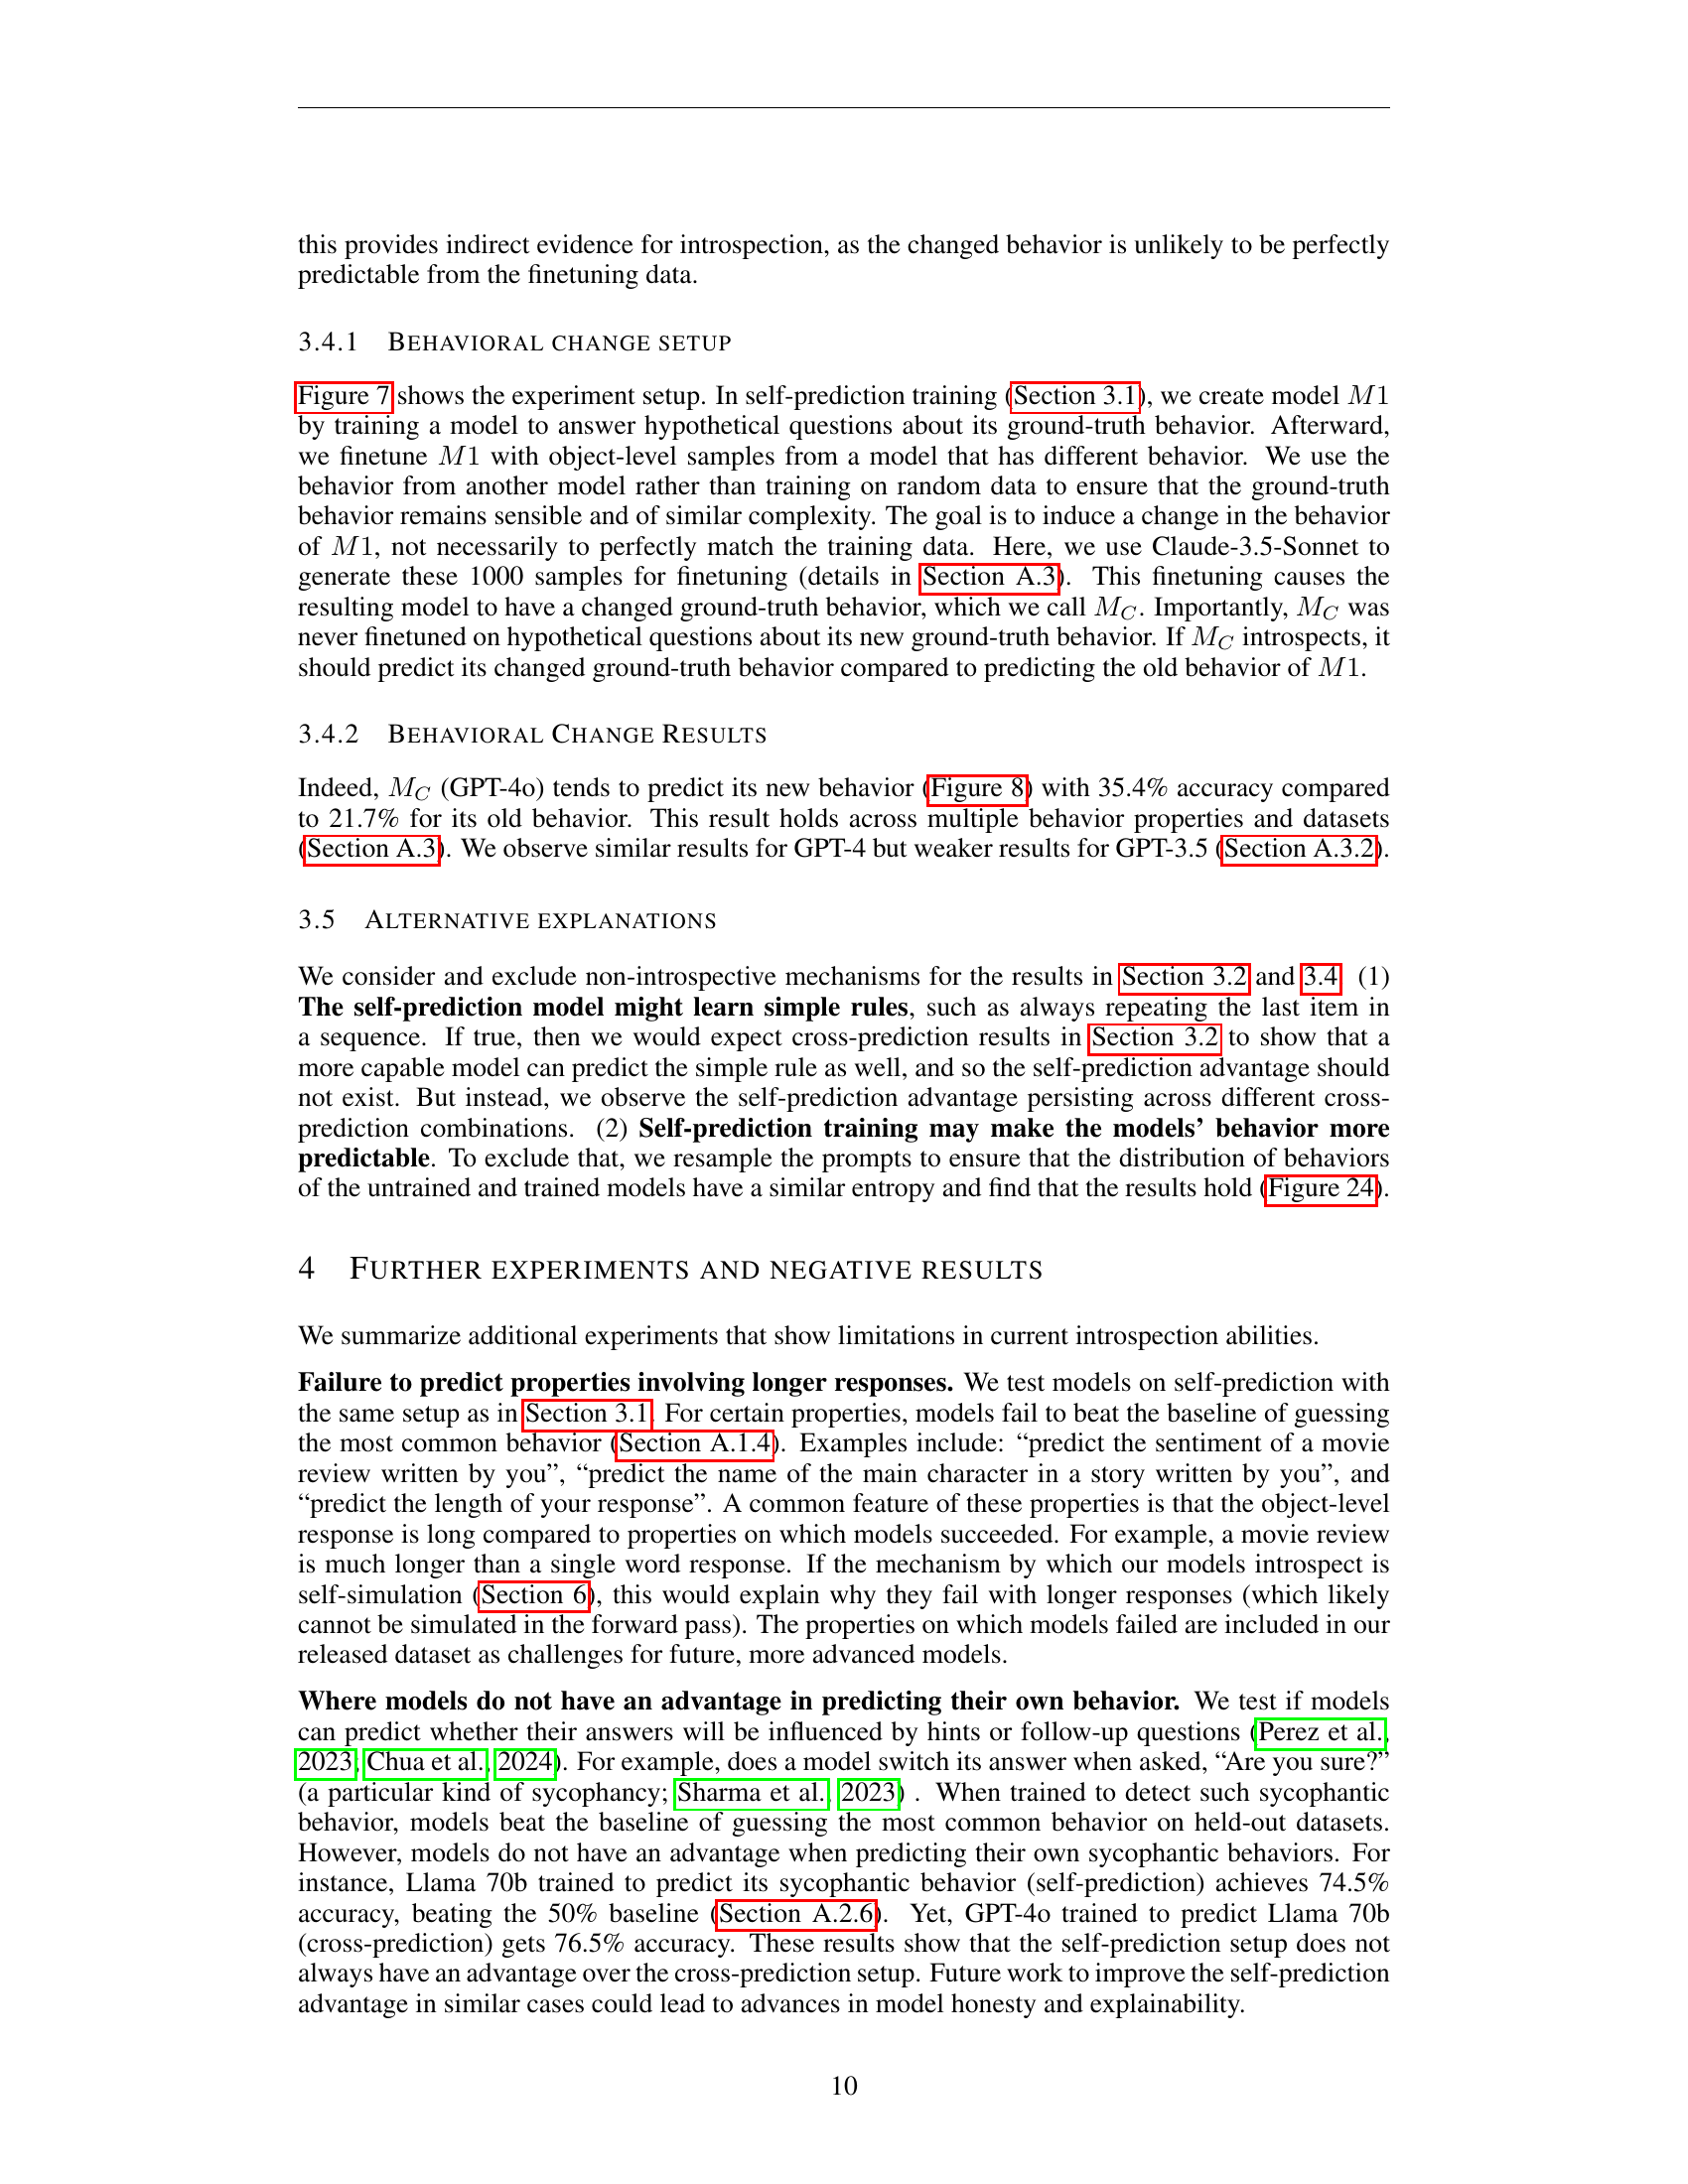 this provides indirect evidence for introspection, as the changed behavior is unlikely to be perfectly
predictable from the finetuning data.
3.4.1 BEHAVIORAL CHANGE SETUP
Figure 7 shows the experiment setup. In self-prediction training (Section 3.1), we create model M1
by training a model to answer hypothetical questions about its ground-truth behavior. Afterward,
we finetune M1 with object-level samples from a model that has different behavior. We use the
behavior from another model rather than training on random data to ensure that the ground-truth
behavior remains sensible and of similar complexity. The goal is to induce a change in the behavior
of M1, not necessarily to perfectly match the training data. Here, we use Claude-3.5-Sonnet to
generate these 1000 samples for finetuning (details in Section A.3). This finetuning causes the
resulting model to have a changed ground-truth behavior, which we call M_C. Importantly, M_C was
never finetuned on hypothetical questions about its new ground-truth behavior. If M_C introspects, it
should predict its changed ground-truth behavior compared to predicting the old behavior of M1.
3.4.2 BEHAVIORAL CHANGE RESULTS
Indeed, M_C (GPT-4o) tends to predict its new behavior (Figure 8) with 35.4% accuracy compared
to 21.7% for its old behavior. This result holds across multiple behavior properties and datasets
(Section A.3). We observe similar results for GPT-4 but weaker results for GPT-3.5 (Section A.3.2).
3.5 ALTERNATIVE EXPLANATIONS
We consider and exclude non-introspective mechanisms for the results in Section 3.2 and 3.4. (1)
The self-prediction model might learn simple rules, such as always repeating the last item in
a sequence. If true, then we would expect cross-prediction results in Section 3.2 to show that a
more capable model can predict the simple rule as well, and so the self-prediction advantage should
not exist. But instead, we observe the self-prediction advantage persisting across different cross-
prediction combinations. (2) Self-prediction training may make the models' behavior more
predictable. To exclude that, we resample the prompts to ensure that the distribution of behaviors
of the untrained and trained models have a similar entropy and find that the results hold (Figure 24).
4 FURTHER EXPERIMENTS AND NEGATIVE RESULTS
We summarize additional experiments that show limitations in current introspection abilities.
Failure to predict properties involving longer responses. We test models on self-prediction with
the same setup as in Section 3.1. For certain properties, models fail to beat the baseline of guessing
the most common behavior (Section A.1.4). Examples include: “predict the sentiment of a movie
review written by you”, “predict the name of the main character in a story written by you”, and
“predict the length of your response”. A common feature of these properties is that the object-level
response is long compared to properties on which models succeeded. For example, a movie review
is much longer than a single word response. If the mechanism by which our models introspect is
self-simulation (Section 6), this would explain why they fail with longer responses (which likely
cannot be simulated in the forward pass). The properties on which models failed are included in our
released dataset as challenges for future, more advanced models.
Where models do not have an advantage in predicting their own behavior. We test if models
can predict whether their answers will be influenced by hints or follow-up questions (Perez et al.,
2023; Chua et al., 2024). For example, does a model switch its answer when asked, “Are you sure?”
(a particular kind of sycophancy; Sharma et al., 2023) . When trained to detect such sycophantic
behavior, models beat the baseline of guessing the most common behavior on held-out datasets.
However, models do not have an advantage when predicting their own sycophantic behaviors. For
instance, Llama 70b trained to predict its sycophantic behavior (self-prediction) achieves 74.5%
accuracy, beating the 50% baseline (Section A.2.6). Yet, GPT-4o trained to predict Llama 70b
(cross-prediction) gets 76.5% accuracy. These results show that the self-prediction setup does not
always have an advantage over the cross-prediction setup. Future work to improve the self-prediction
advantage in similar cases could lead to advances in model honesty and explainability.
10